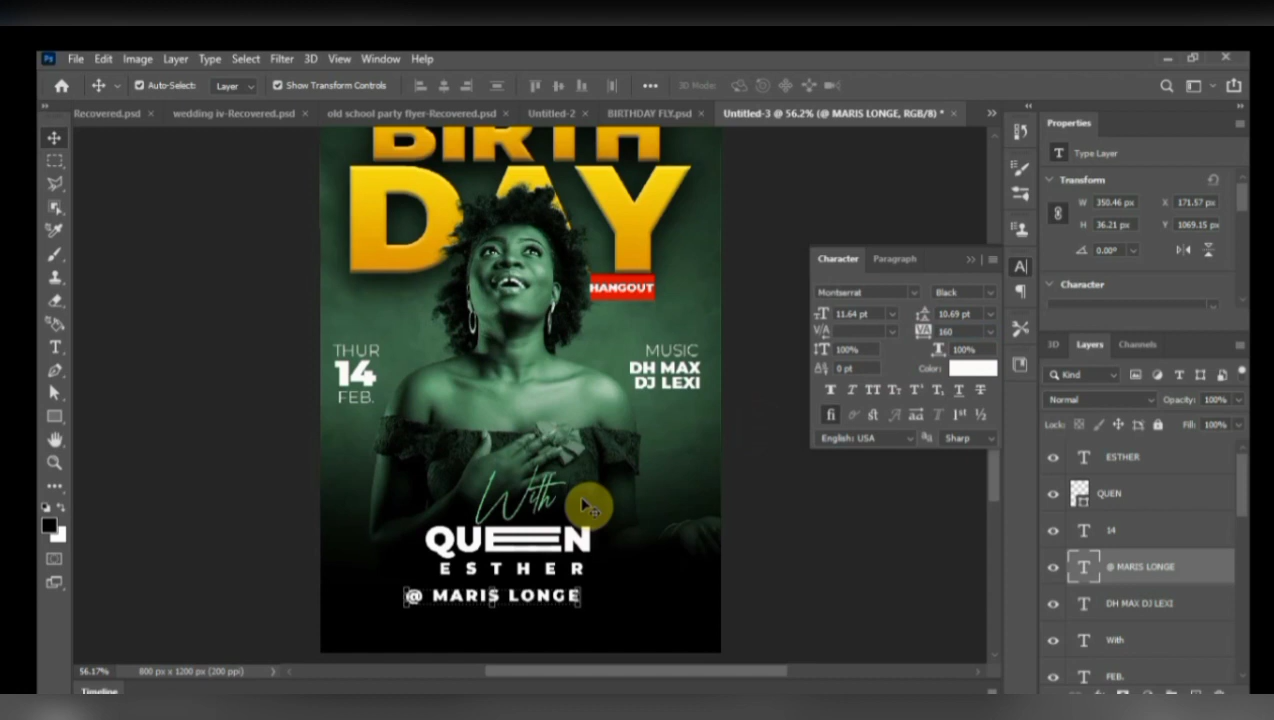 Ps File Edit Image Layer Type Select Filter 3D View Window Help
Auto-Select: Layer Show Transform Controls 3D Mode:
Recovered.psd × wedding iv-Recovered.psd × old school party flyer-Recovered.psd × Untitled-2 × BIRTHDAY FLY.psd × Untitled-3 @ 56.2% (@ MARIS LONGE, RGB/8) * ×
BIRTH
DAY
HANGOUT
THUR
14
FEB.
MUSIC
DH MAX
DJ LEXI
With
QUEEN
ESTHER
@ MARIS LONGE
Character Paragraph
Montserrat Black
11.64 pt 10.69 pt
160
100% 100%
0 pt Color:
English: USA Sharp
Properties
Type Layer
Transform
W 350.46 px X 171.57 px
H 36.21 px Y 1069.15 px
0.00°
Character
3D Layers Channels
Kind
Normal Opacity: 100%
Lock: Fill: 100%
ESTHER
QUEN
14
@ MARIS LONGE
DH MAX DJ LEXI
With
FEB.
56.17% 800 px x 1200 px (200 ppi)
Timeline